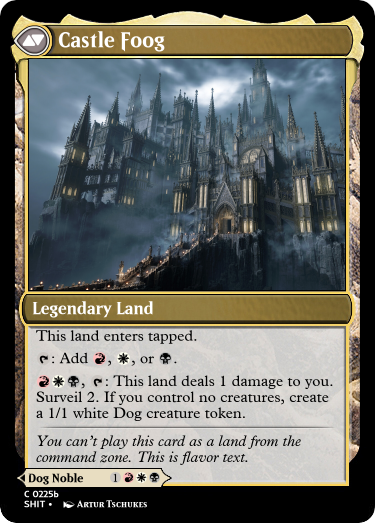 Castle Foog
Legendary Land
This land enters tapped.
: Add , , or .
, : This land deals 1 damage to you.
Surveil 2. If you control no creatures, create
a 1/1 white Dog creature token.
You can't play this card as a land from the
command zone. This is flavor text.
Dog Noble 1
C 0225b
SHIT • Artur Tschukes